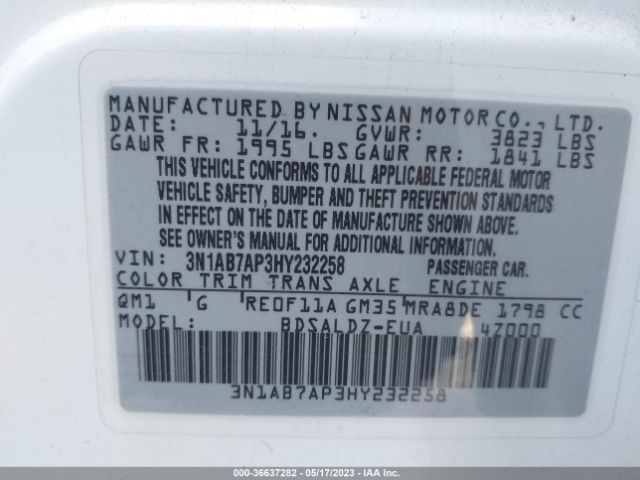 MANUFACTURED BY NISSAN MOTOR CO., LTD.
DATE: 11/16. GVWR: 3823 LBS
GAWR FR: 1995 LBS GAWR RR: 1841 LBS
THIS VEHICLE CONFORMS TO ALL APPLICABLE FEDERAL MOTOR
VEHICLE SAFETY, BUMPER AND THEFT PREVENTION STANDARDS
IN EFFECT ON THE DATE OF MANUFACTURE SHOWN ABOVE.
SEE OWNER'S MANUAL FOR ADDITIONAL INFORMATION.
VIN: 3N1AB7AP3HY232258 PASSENGER CAR.
COLOR TRIM TRANS AXLE ENGINE
QM1 G RE0F11A GM35 MRA8DE 1798 CC
MODEL: BDSALDZ-EUA 4Z000
3N1AB7AP3HY232258
000-36637282 - 05/17/2023 - IAA Inc.